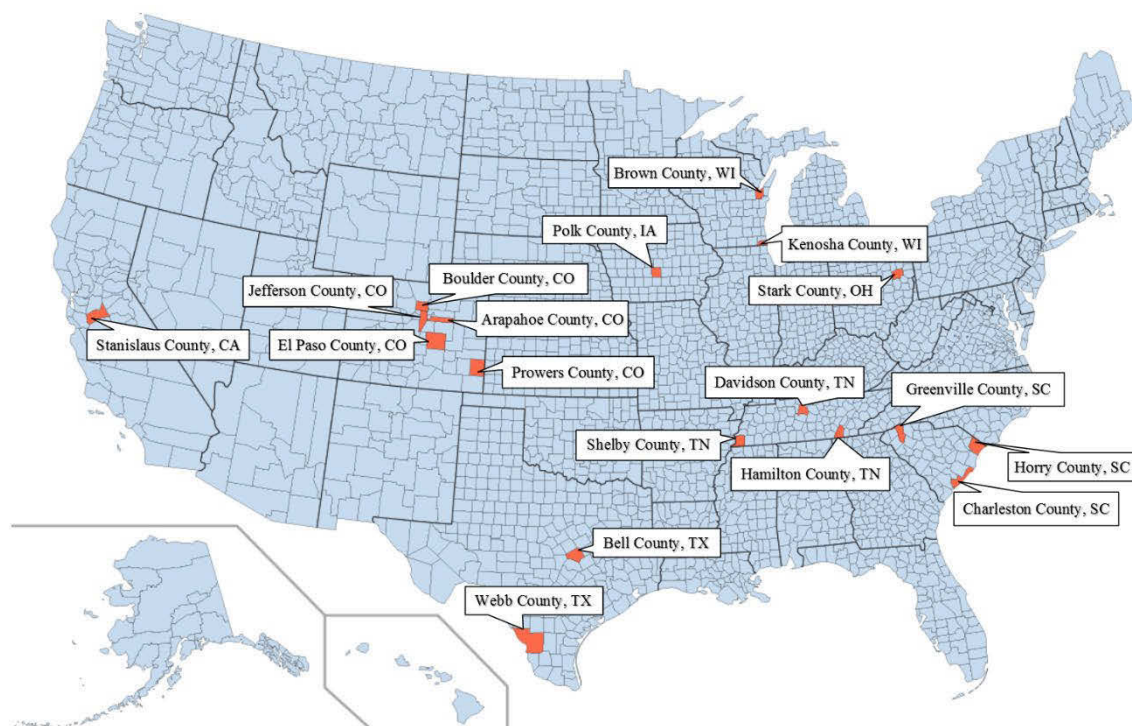 Brown County, WI
Polk County, IA
Kenosha County, WI
Boulder County, CO
Jefferson County, CO
Stark County, OH
Arapahoe County, CO
Stanislaus County, CA
El Paso County, CO
Prowers County, CO
Davidson County, TN
Greenville County, SC
Shelby County, TN
Hamilton County, TN
Horry County, SC
Charleston County, SC
Bell County, TX
Webb County, TX